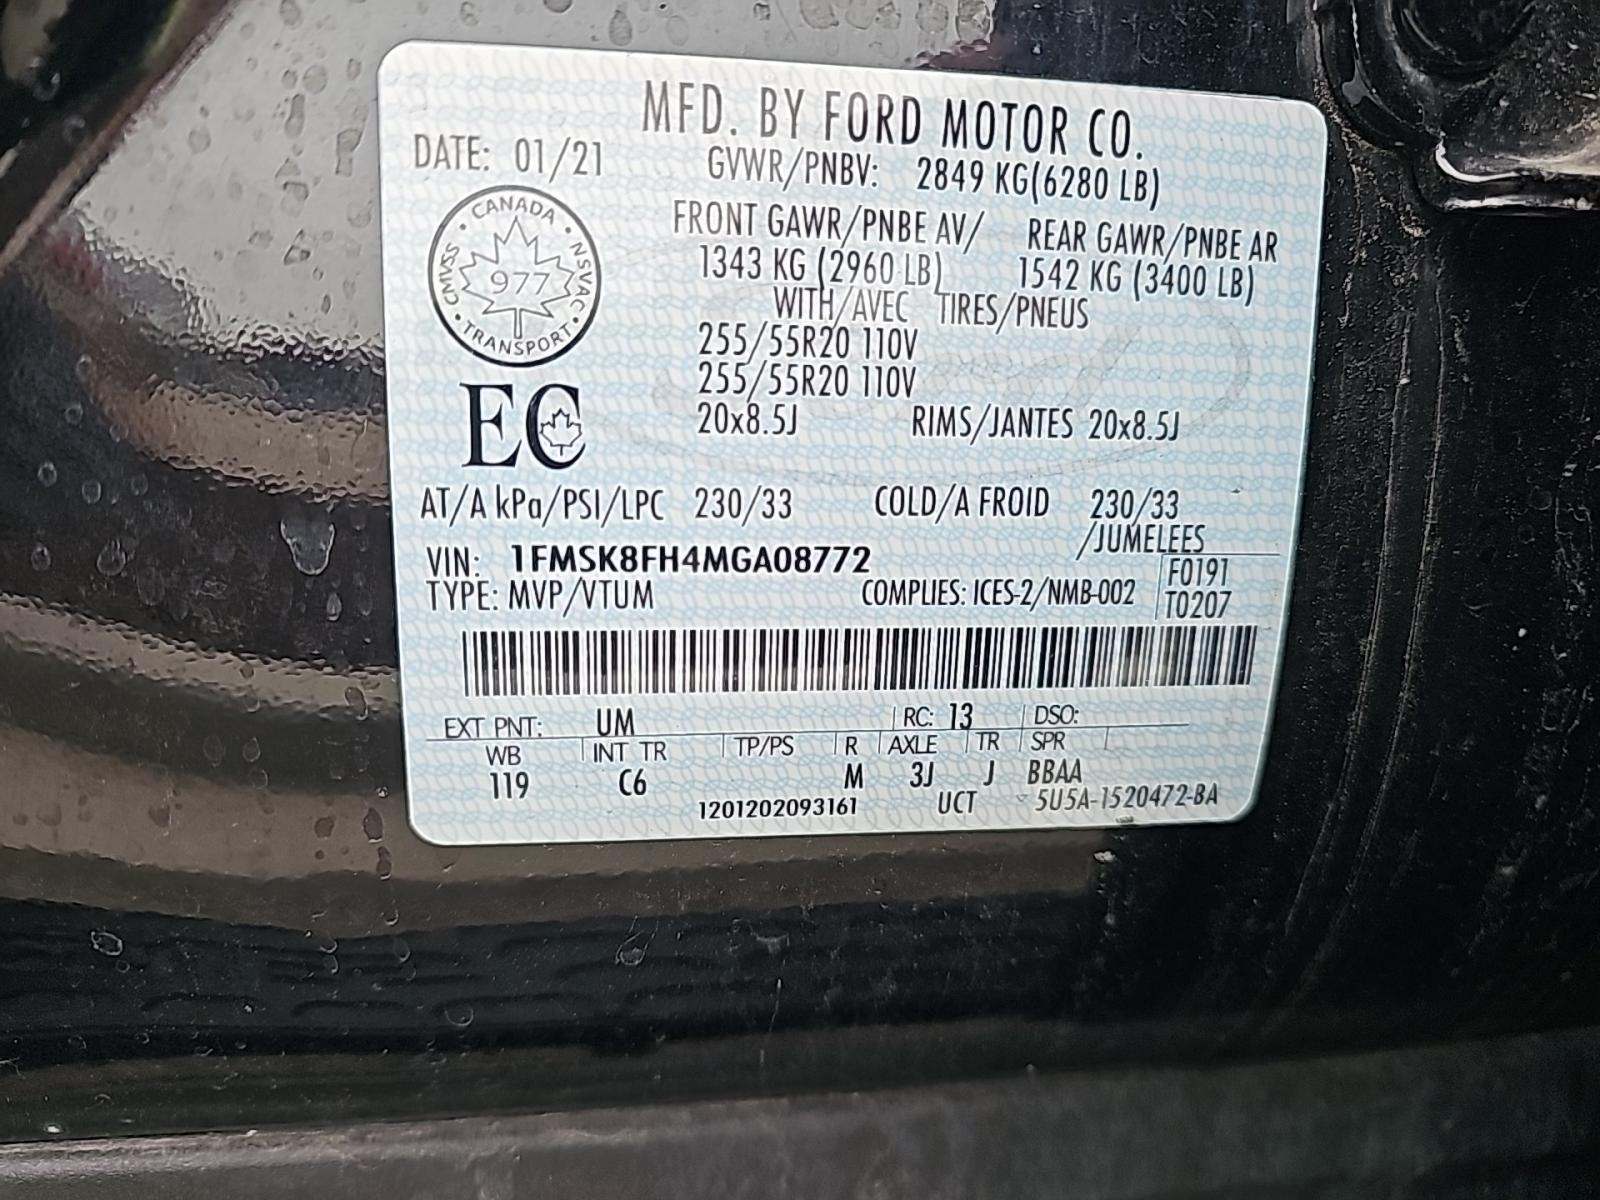 MFD. BY FORD MOTOR CO.
DATE: 01/21
GVWR/PNBV: 2849 KG(6280 LB)
CANADA · NSVAC · TRANSPORT · CMVSS ·
977
FRONT GAWR/PNBE AV/ REAR GAWR/PNBE AR
1343 KG (2960 LB) 1542 KG (3400 LB)
WITH/AVEC TIRES/PNEUS
255/55R20 110V
255/55R20 110V
20x8.5J RIMS/JANTES 20x8.5J
EC
AT/A kPa/PSI/LPC 230/33 COLD/A FROID 230/33
/JUMELEES
VIN: 1FMSK8FH4MGA08772
F0191
TYPE: MVP/VTUM COMPLIES: ICES-2/NMB-002 T0207
EXT PNT: UM RC: 13 DSO:
WB INT TR TP/PS R AXLE TR SPR
119 C6 M 3J J BBAA
1201202093161 UCT 5U5A-1520472-BA